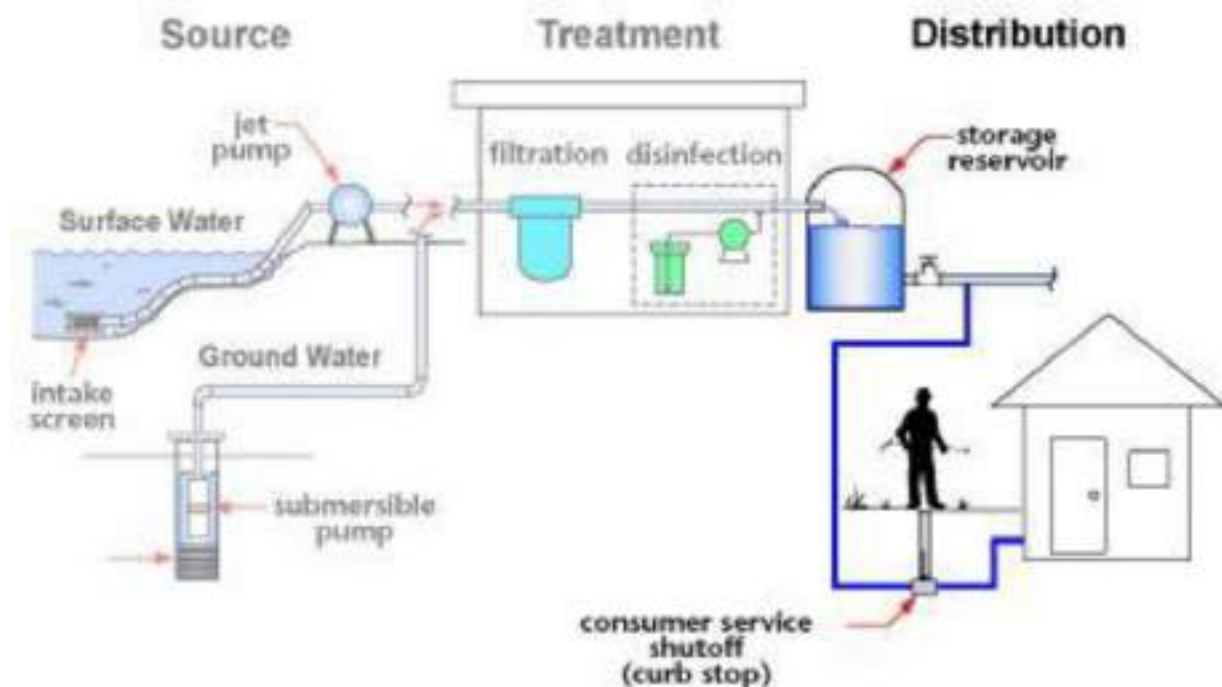 Source
Treatment
Distribution
jet
pump
filtration
disinfection
storage
reservoir
Surface Water
Ground Water
intake
screen
submersible
pump
consumer service
shutoff
(curb stop)